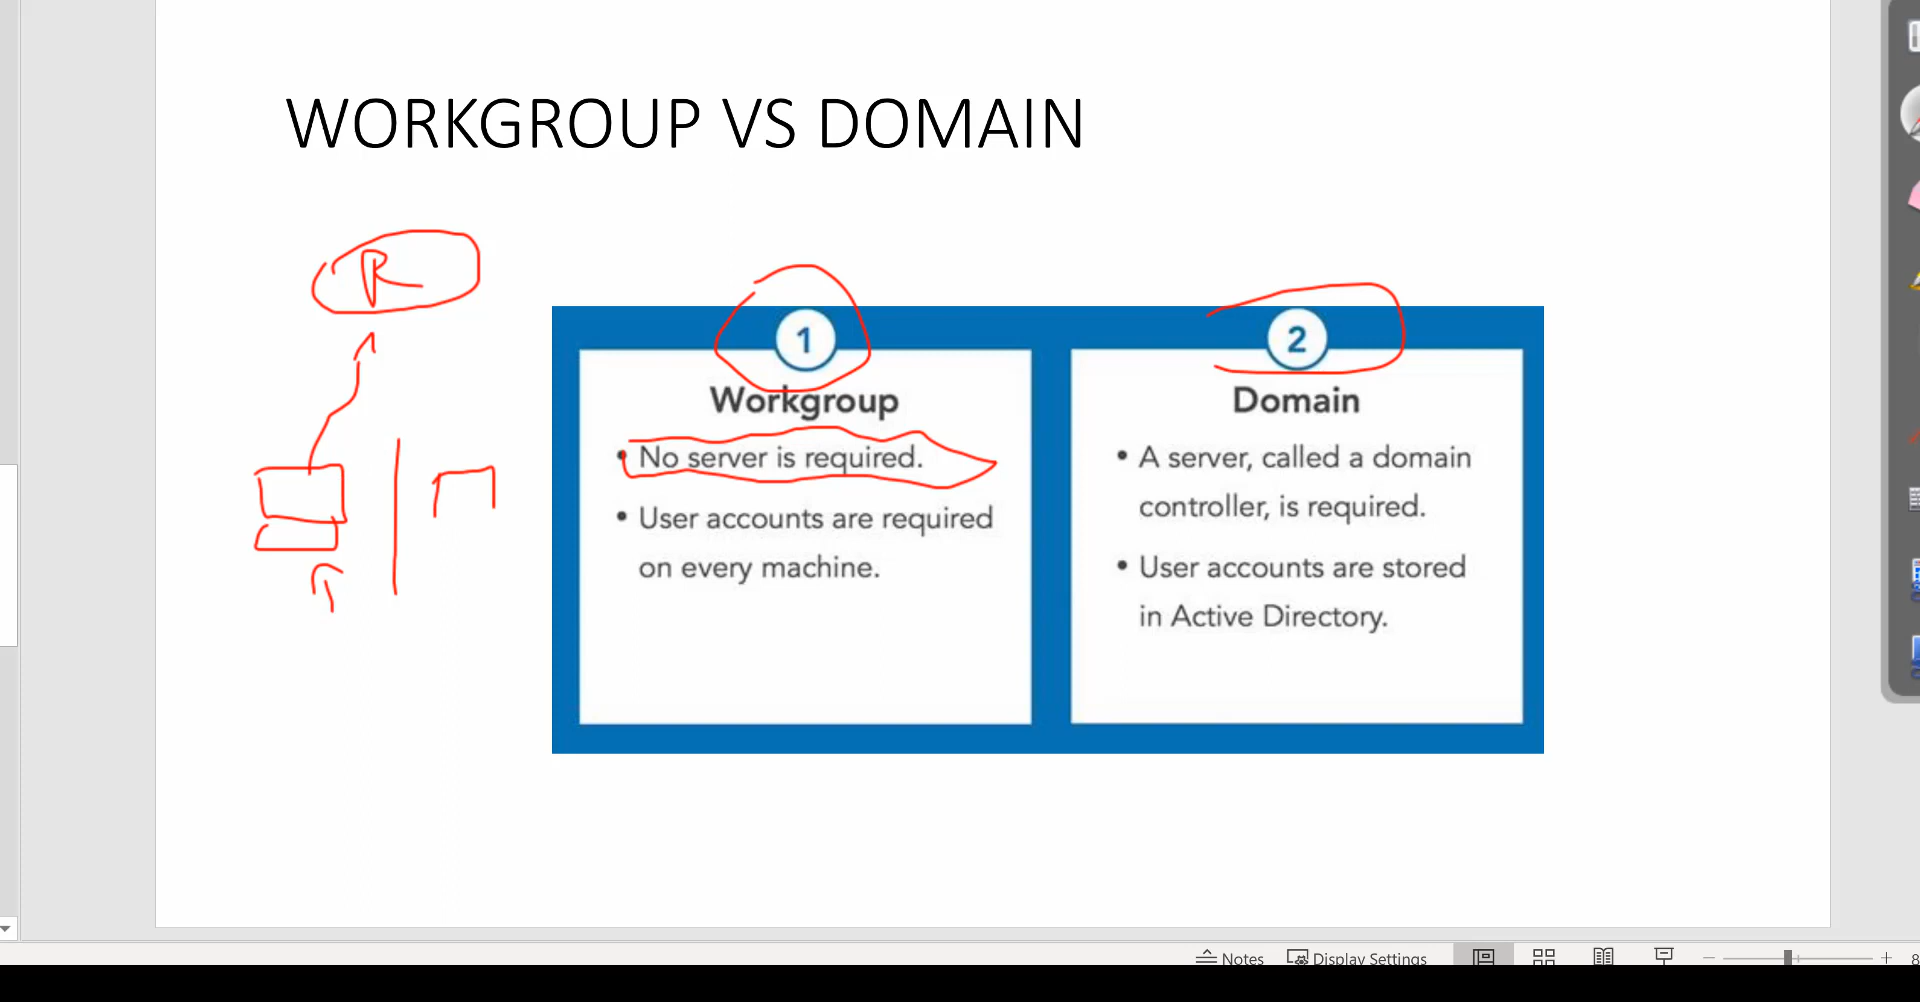 WORKGROUP VS DOMAIN
R
1
Workgroup
• No server is required.
• User accounts are required
on every machine.
2
Domain
• A server, called a domain
controller, is required.
• User accounts are stored
in Active Directory.
Notes
Display Settings
8